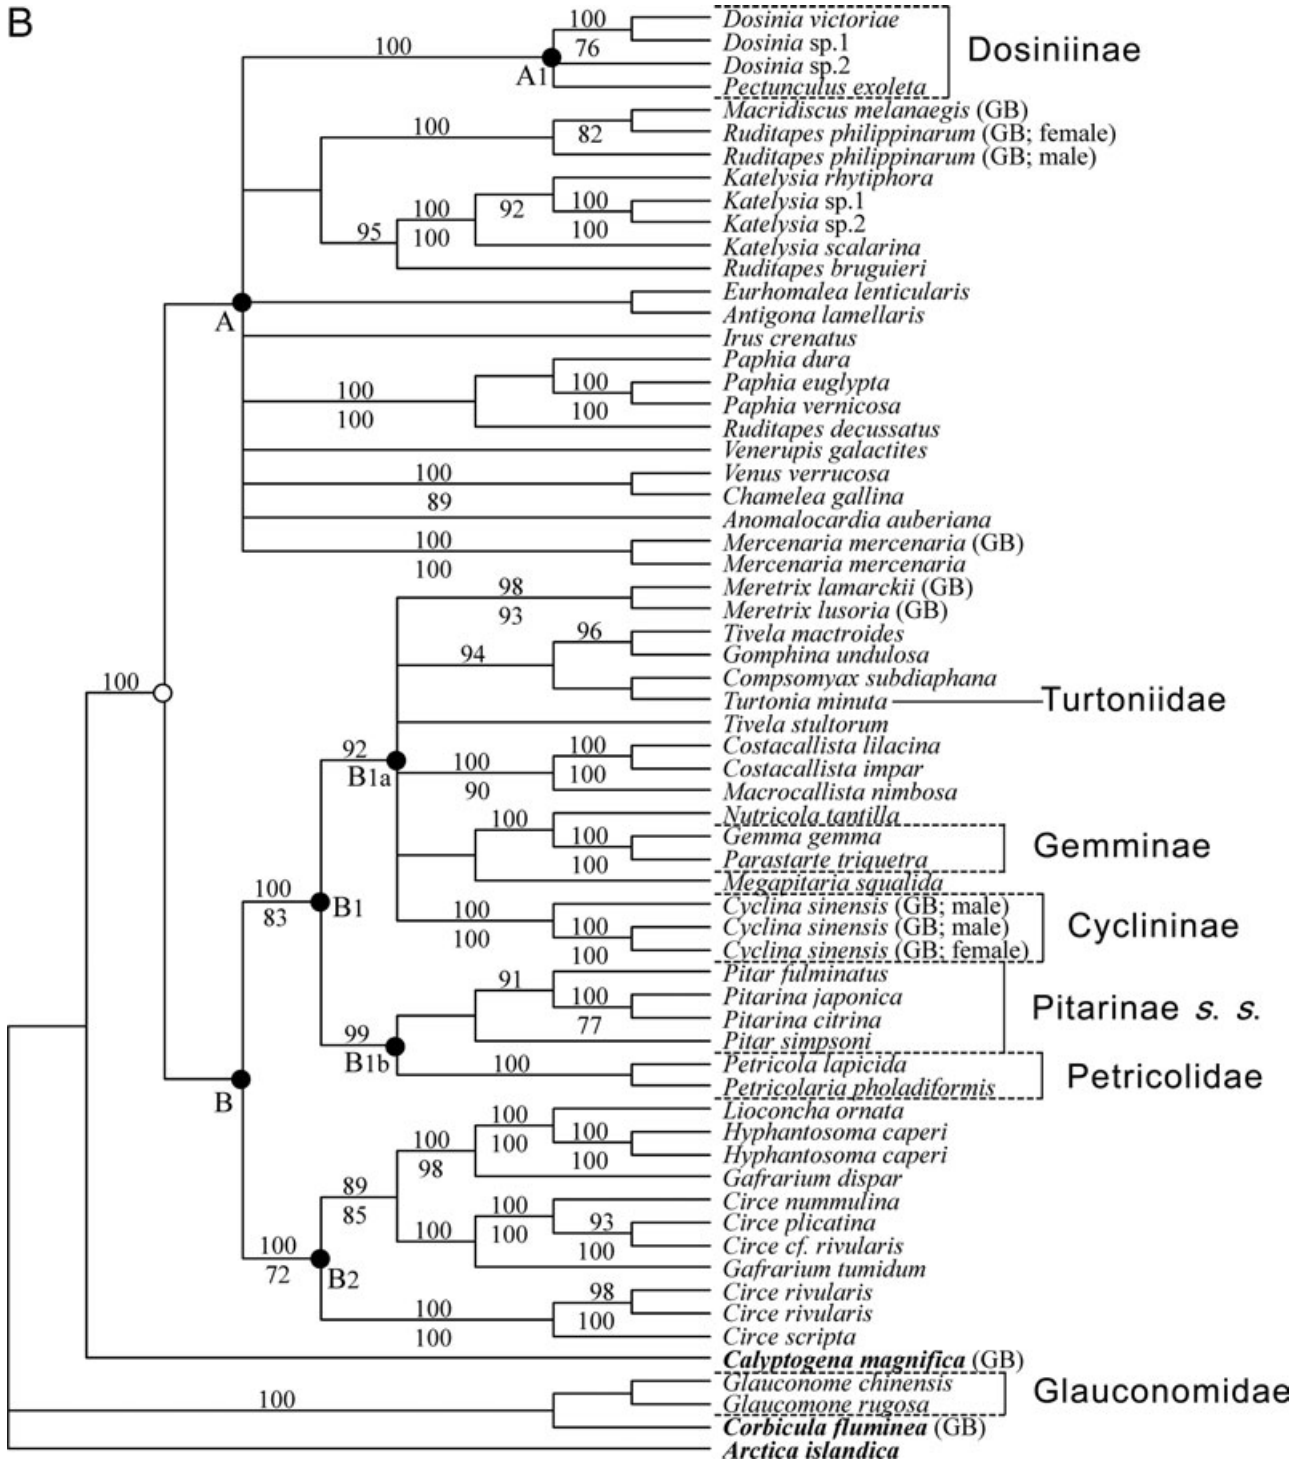 B
100
Dosinia victoriae
76
Dosinia sp.1
100
Dosiniinae
A1
Dosinia sp.2
Pectunculus exoleta
Macridiscus melanaegis (GB)
100
82
Ruditapes philippinarum (GB; female)
Ruditapes philippinarum (GB; male)
Katelysia rhytiphora
100
92
100
Katelysia sp.1
95
100
100
Katelysia sp.2
Katelysia scalarina
Ruditapes bruguieri
Eurhomalea lenticularis
A
Antigona lamellaris
Irus crenatus
Paphia dura
100
100
Paphia euglypta
100
100
Paphia vernicosa
Ruditapes decussatus
Venerupis galactites
100
Venus verrucosa
89
Chamelea gallina
Anomalocardia auberiana
100
Mercenaria mercenaria (GB)
100
Mercenaria mercenaria
98
Meretrix lamarckii (GB)
93
Meretrix lusoria (GB)
96
Tivela mactroides
94
Gomphina undulosa
Compsomyax subdiaphana
100
Turtonia minuta
Turtoniidae
Tivela stultorum
92
100
Costacallista lilacina
B1a
100
100
Costacallista impar
90
Macrocallista nimbosa
100
Nutricola tantilla
100
Gemma gemma
Gemminae
100
Parastarte triquetra
Megapitaria squalida
100
83
B1
100
Cyclina sinensis (GB; male)
100
100
Cyclina sinensis (GB; male)
Cyclininae
100
Cyclina sinensis (GB; female)
91
Pitar fulminatus
100
Pitarina japonica
Pitarinae s. s.
77
Pitarina citrina
99
Pitar simpsoni
B1b
100
Petricola lapicida
Petricolidae
B
Petricolaria pholadiformis
100
Lioconcha ornata
100
100
100
Hyphantosoma caperi
98
100
Hyphantosoma caperi
89
Gafrarium dispar
85
100
Circe nummulina
100
100
93
Circe plicatina
100
72
B2
100
Circe cf. rivularis
Gafrarium tumidum
98
Circe rivularis
100
100
Circe rivularis
100
Circe scripta
Calyptogena magnifica (GB)
100
Glauconome chinensis
Glauconomidae
Glaucomone rugosa
Corbicula fluminea (GB)
Arctica islandica